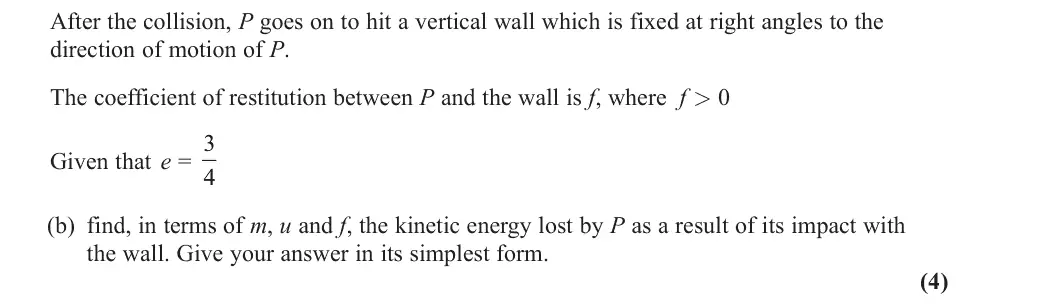 After the collision, P goes on to hit a vertical wall which is fixed at right angles to the
direction of motion of P.
The coefficient of restitution between P and the wall is f, where f > 0
Given that e = 3/4
(b) find, in terms of m, u and f, the kinetic energy lost by P as a result of its impact with
the wall. Give your answer in its simplest form.
(4)